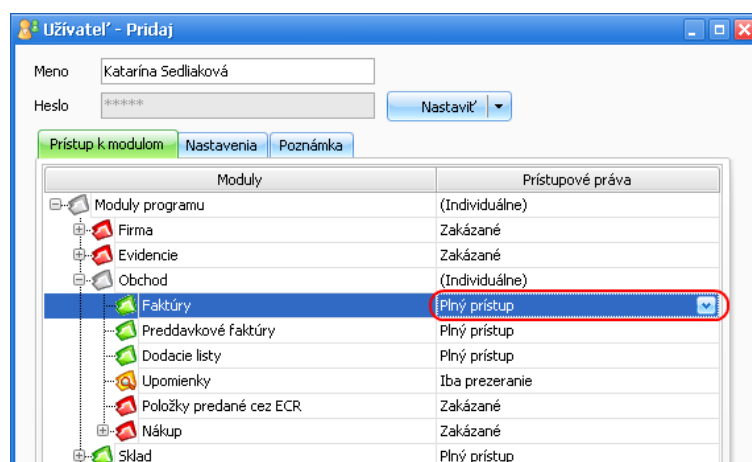 Užívateľ - Pridaj
Meno Katarína Sedliaková
Heslo ***** Nastaviť
Prístup k modulom Nastavenia Poznámka
Moduly Prístupové práva
Moduly programu (Individuálne)
Firma Zakázané
Evidencie Zakázané
Obchod (Individuálne)
Faktúry Plný prístup
Preddavkové faktúry Plný prístup
Dodacie listy Plný prístup
Upomienky Iba prezeranie
Položky predané cez ECR Zakázané
Nákup Zakázané
Sklad Plný prístup